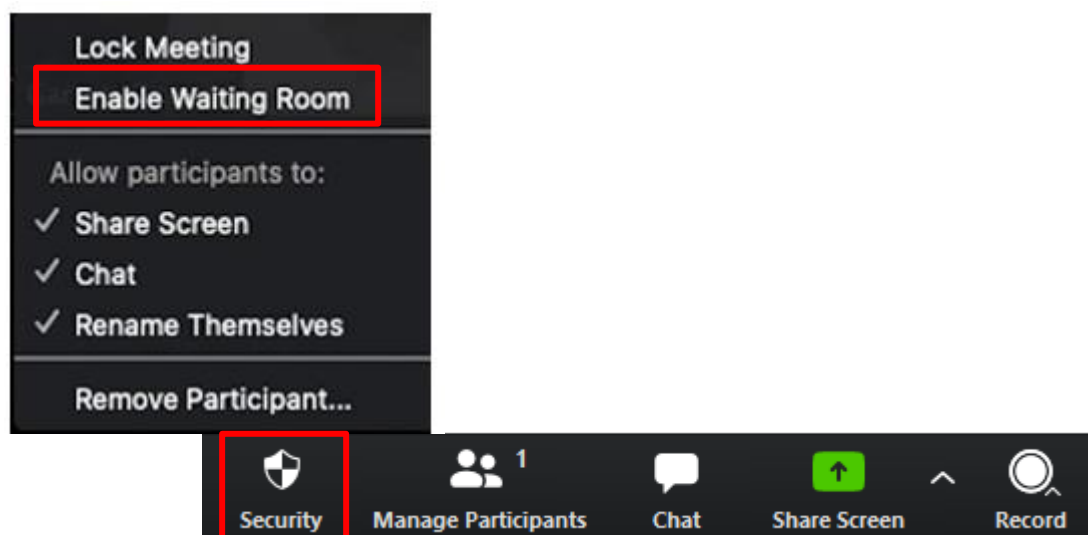 Lock Meeting
Enable Waiting Room
Allow participants to:
Share Screen
Chat
Rename Themselves
Remove Participant...
1
Security Manage Participants Chat Share Screen Record